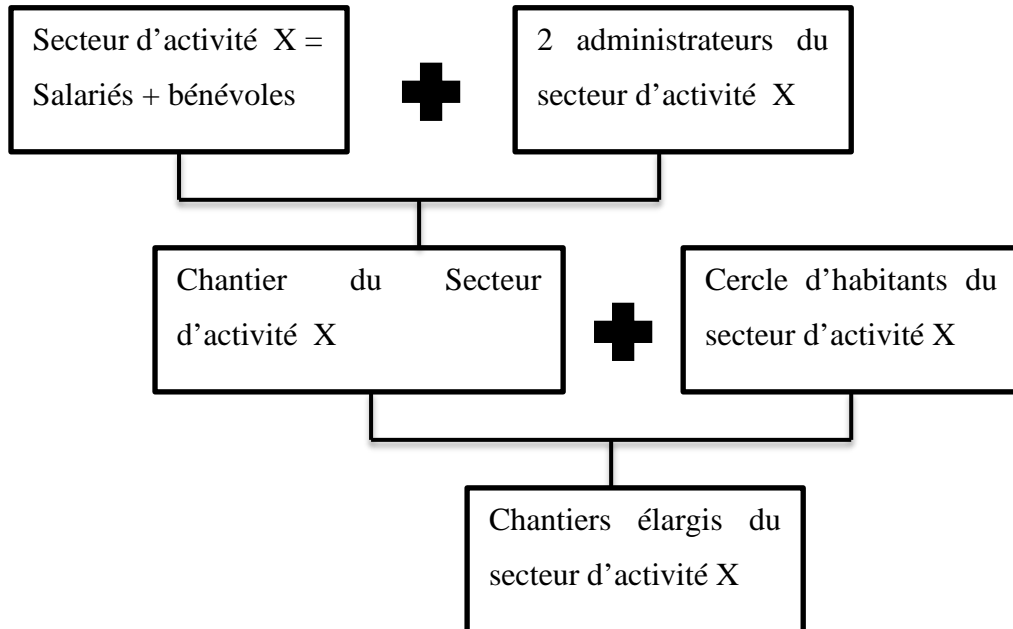 Secteur d’activité X =
Salariés + bénévoles
2 administrateurs du
secteur d’activité X
Chantier du Secteur
d’activité X
Cercle d’habitants du
secteur d’activité X
Chantiers élargis du
secteur d’activité X